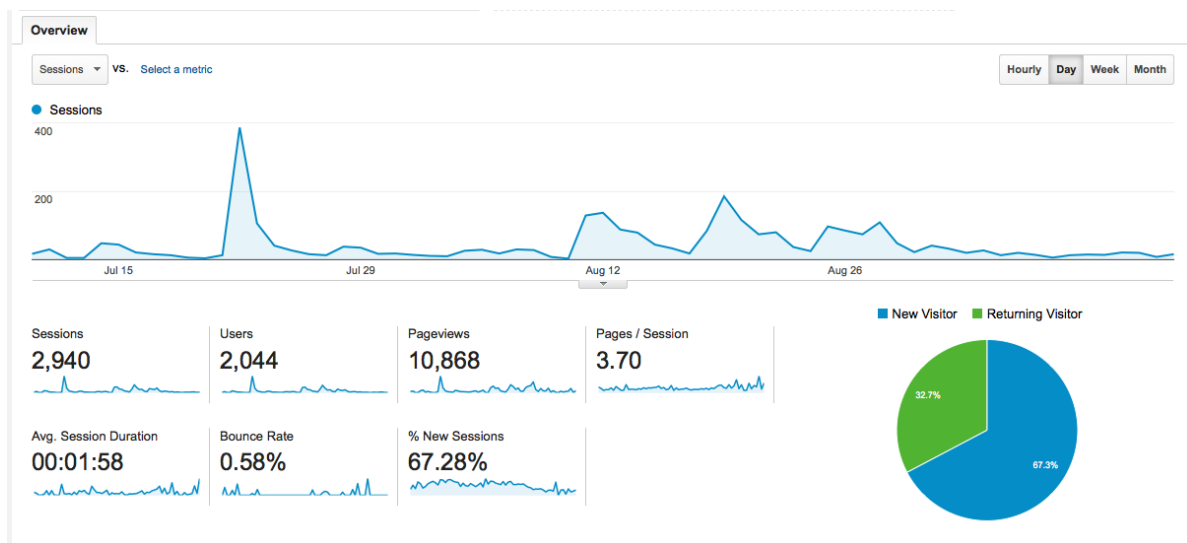 Overview
Sessions VS. Select a metric
Hourly Day Week Month
Sessions
400
200
Jul 15 Jul 29 Aug 12 Aug 26
New Visitor Returning Visitor
Sessions Users Pageviews Pages / Session
2,940 2,044 10,868 3.70
32.7%
67.3%
Avg. Session Duration Bounce Rate % New Sessions
00:01:58 0.58% 67.28%